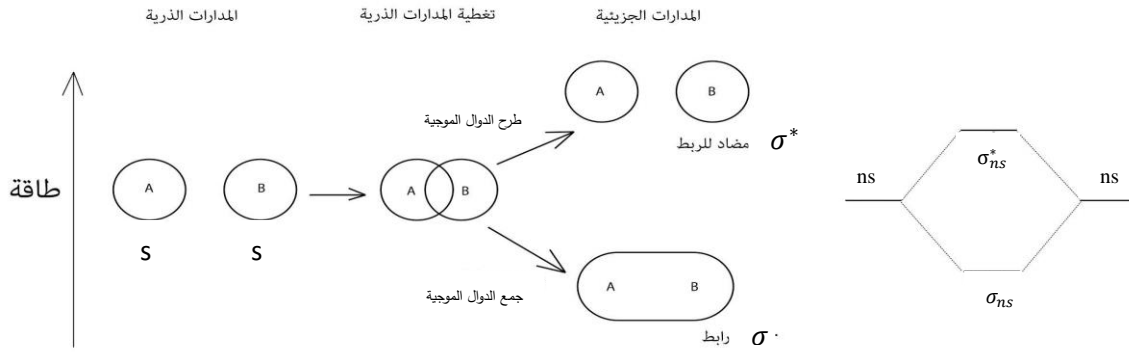 المدارات الذرية
تغطية المدارات الذرية
المدارات الجزيئية
A
B
طرح الدوال الموجية
مضاد للربط
σ*
طاقة
A
B
A
B
S
S
جمع الدوال الموجية
A
B
رابط
σ
ns
σ*ns
ns
σns